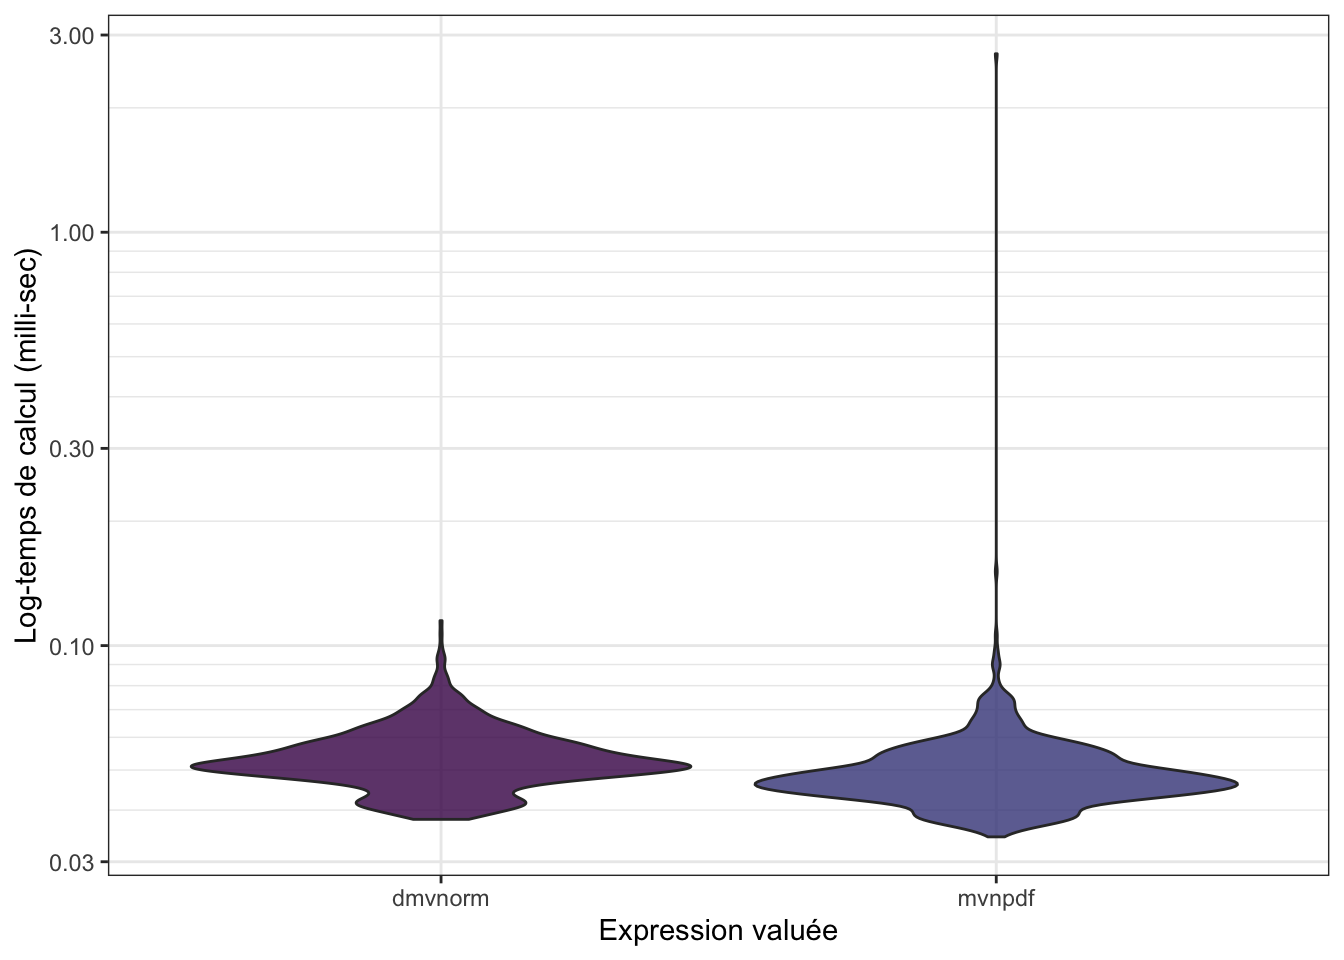 3.00
1.00
0.30
0.10
0.03
Log-temps de calcul (milli-sec)
dmvnorm
mvnpdf
Expression valuée